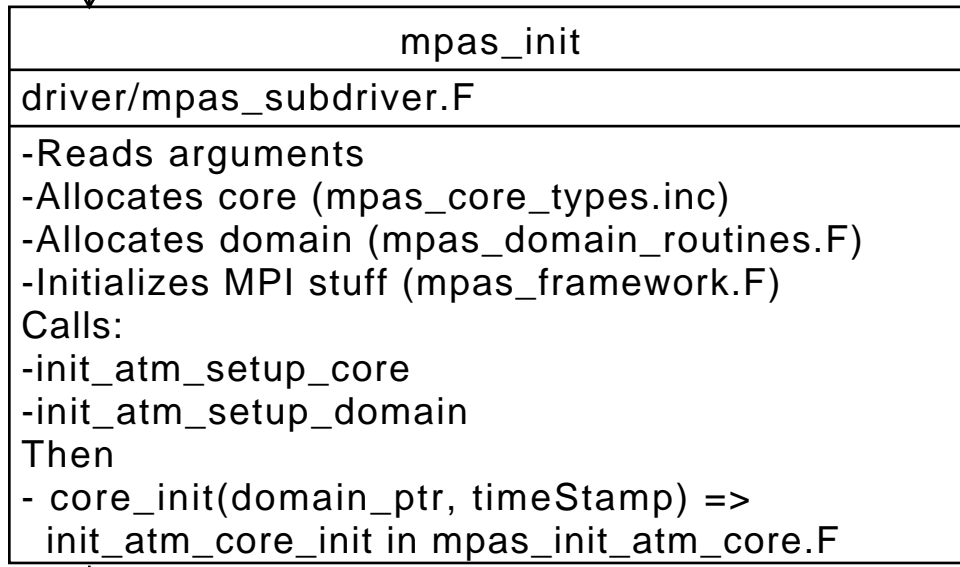 mpas_init
driver/mpas_subdriver.F
-Reads arguments
-Allocates core (mpas_core_types.inc)
-Allocates domain (mpas_domain_routines.F)
-Initializes MPI stuff (mpas_framework.F)
Calls:
-init_atm_setup_core
-init_atm_setup_domain
Then
- core_init(domain_ptr, timeStamp) =>
init_atm_core_init in mpas_init_atm_core.F